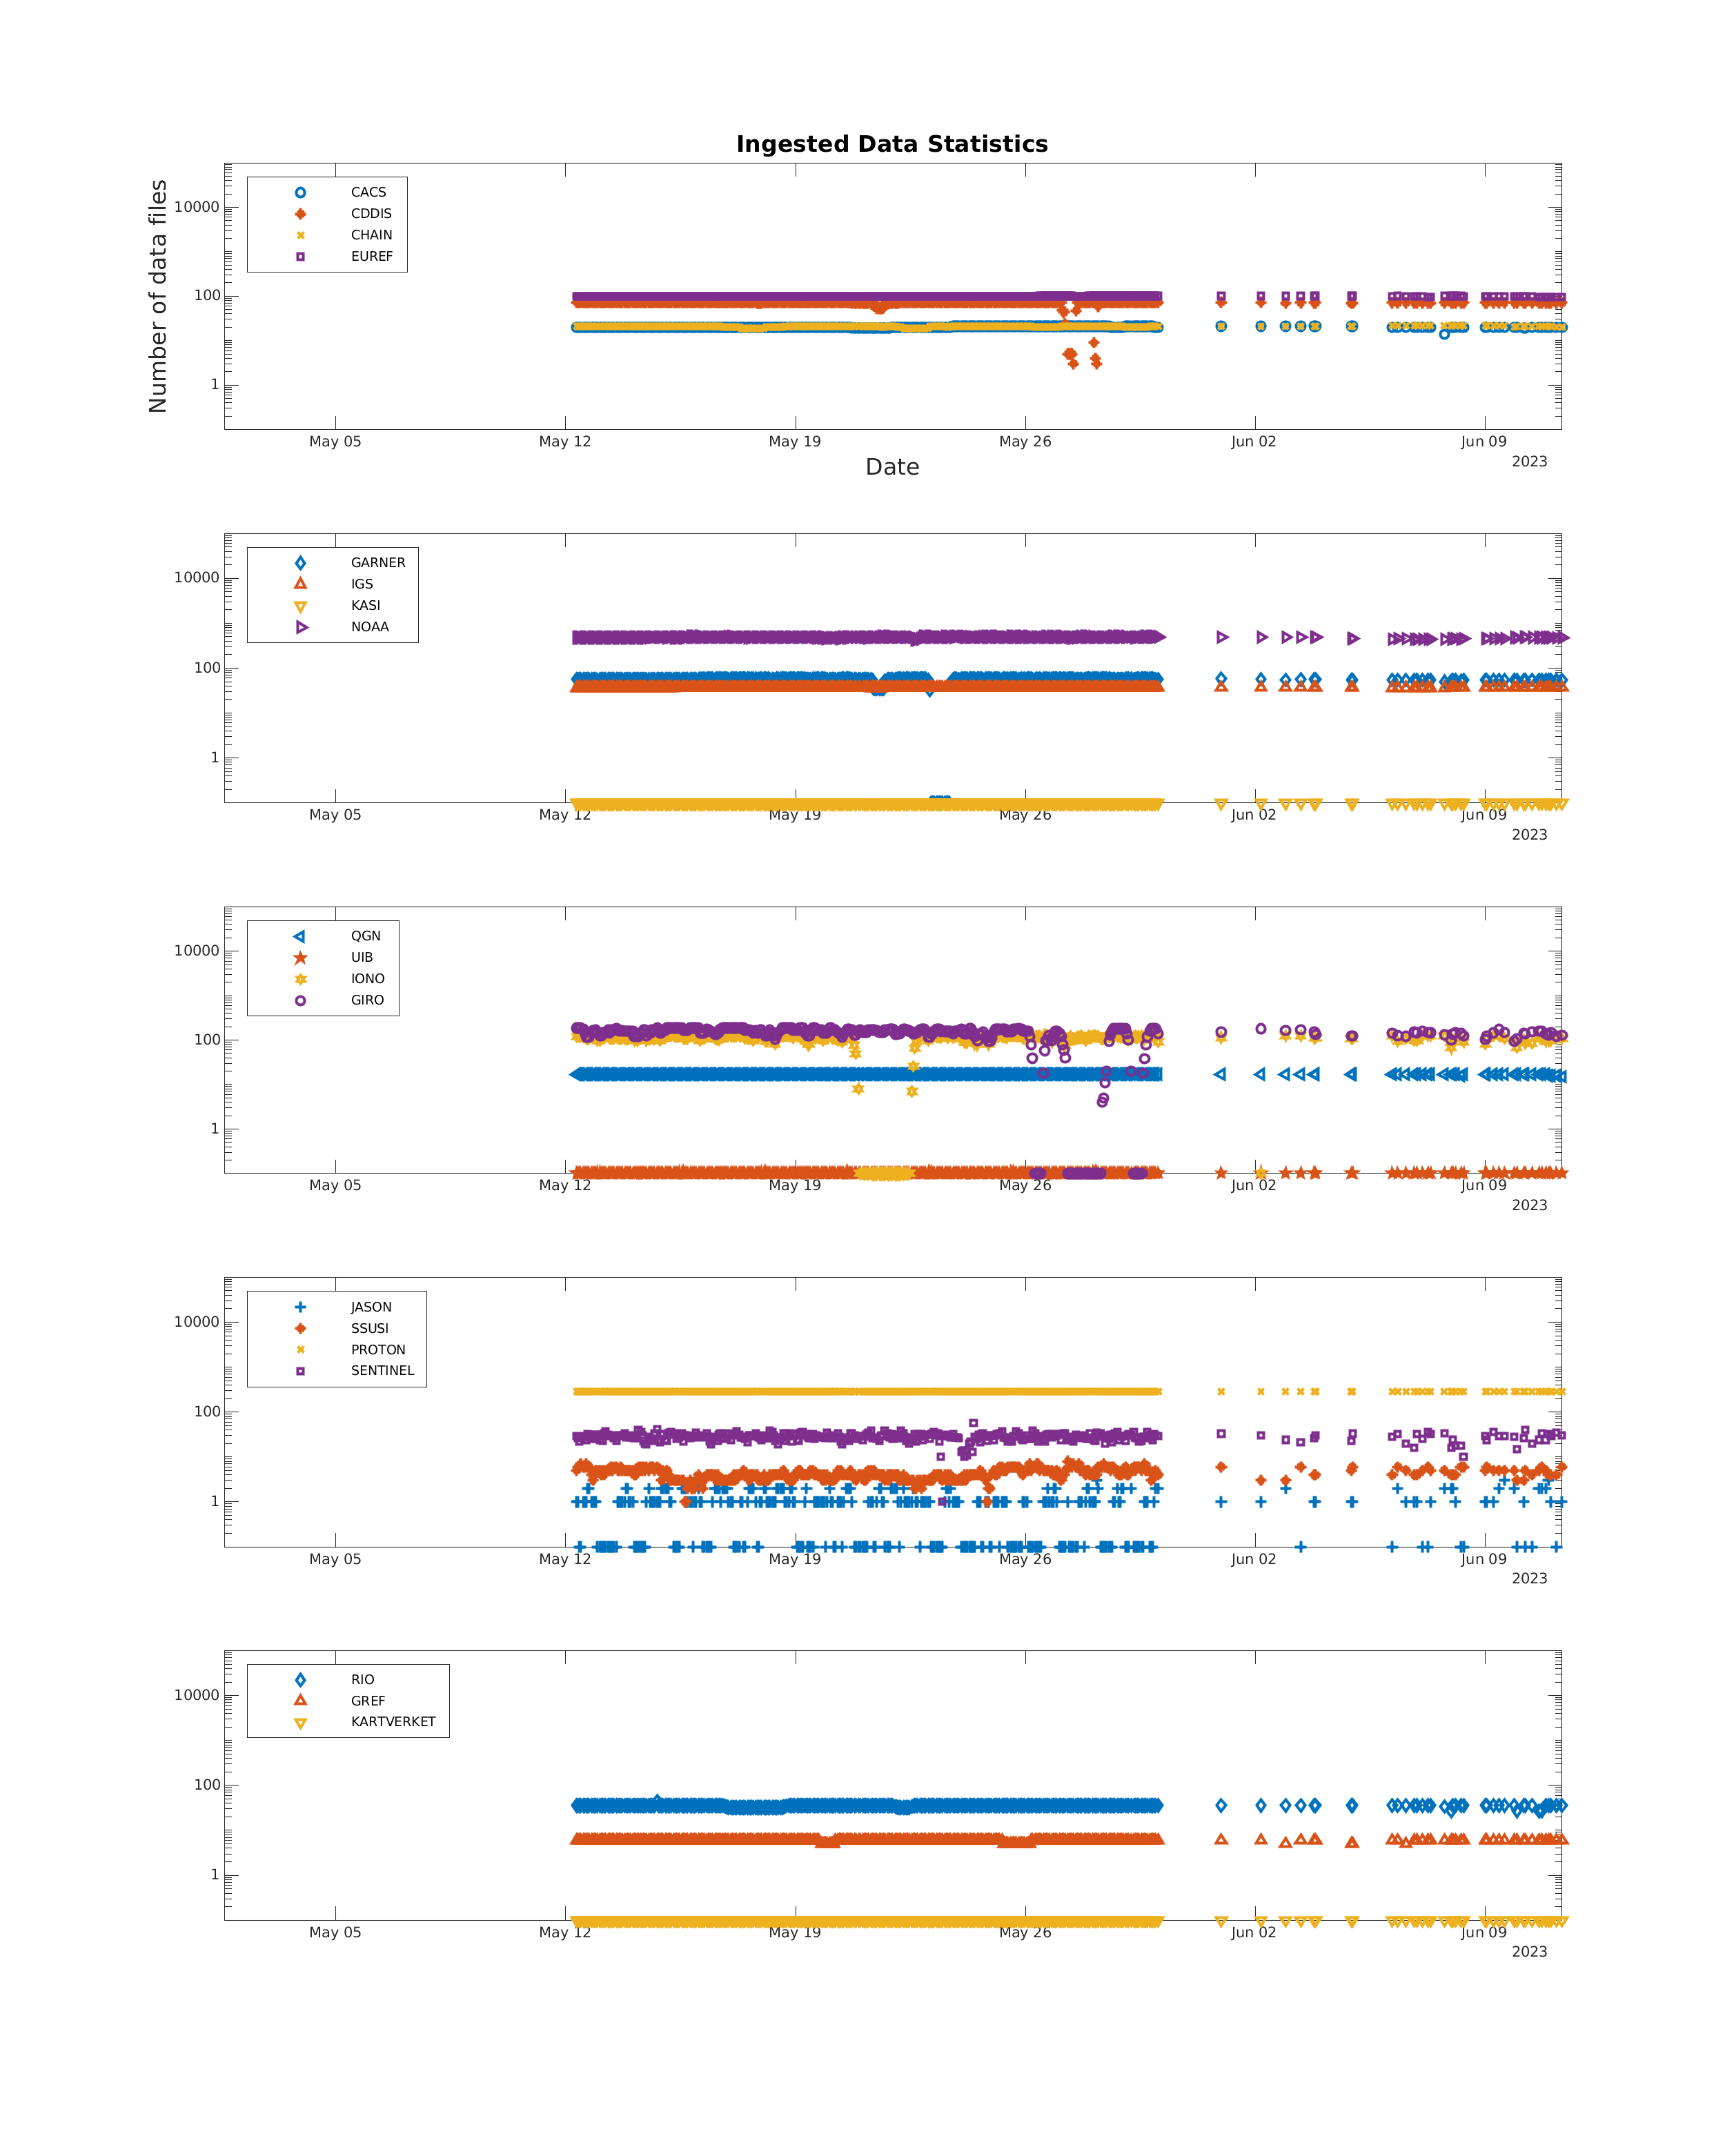 Ingested Data Statistics
Number of data files
10000
100
1
CACS
CDDIS
CHAIN
EUREF
May 05 May 12 May 19 May 26 Jun 02 Jun 09
2023
Date
10000
100
1
GARNER
IGS
KASI
NOAA
May 05 May 12 May 19 May 26 Jun 02 Jun 09
2023
10000
100
1
QGN
UIB
IONO
GIRO
May 05 May 12 May 19 May 26 Jun 02 Jun 09
2023
10000
100
1
JASON
SSUSI
PROTON
SENTINEL
May 05 May 12 May 19 May 26 Jun 02 Jun 09
2023
10000
100
1
RIO
GREF
KARTVERKET
May 05 May 12 May 19 May 26 Jun 02 Jun 09
2023